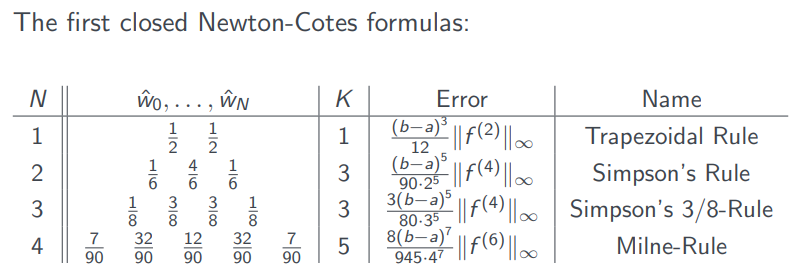 The first closed Newton-Cotes formulas:
N ŵ₀, . . . , ŵ_N K Error Name
1 1/2 1/2 1 (b−a)³/12 ‖f⁽²⁾‖∞ Trapezoidal Rule
2 1/6 4/6 1/6 3 (b−a)⁵/90·2⁵ ‖f⁽⁴⁾‖∞ Simpson's Rule
3 1/8 3/8 3/8 1/8 3 3(b−a)⁵/80·3⁵ ‖f⁽⁴⁾‖∞ Simpson's 3/8-Rule
4 7/90 32/90 12/90 32/90 7/90 5 8(b−a)⁷/945·4⁷ ‖f⁽⁶⁾‖∞ Milne-Rule